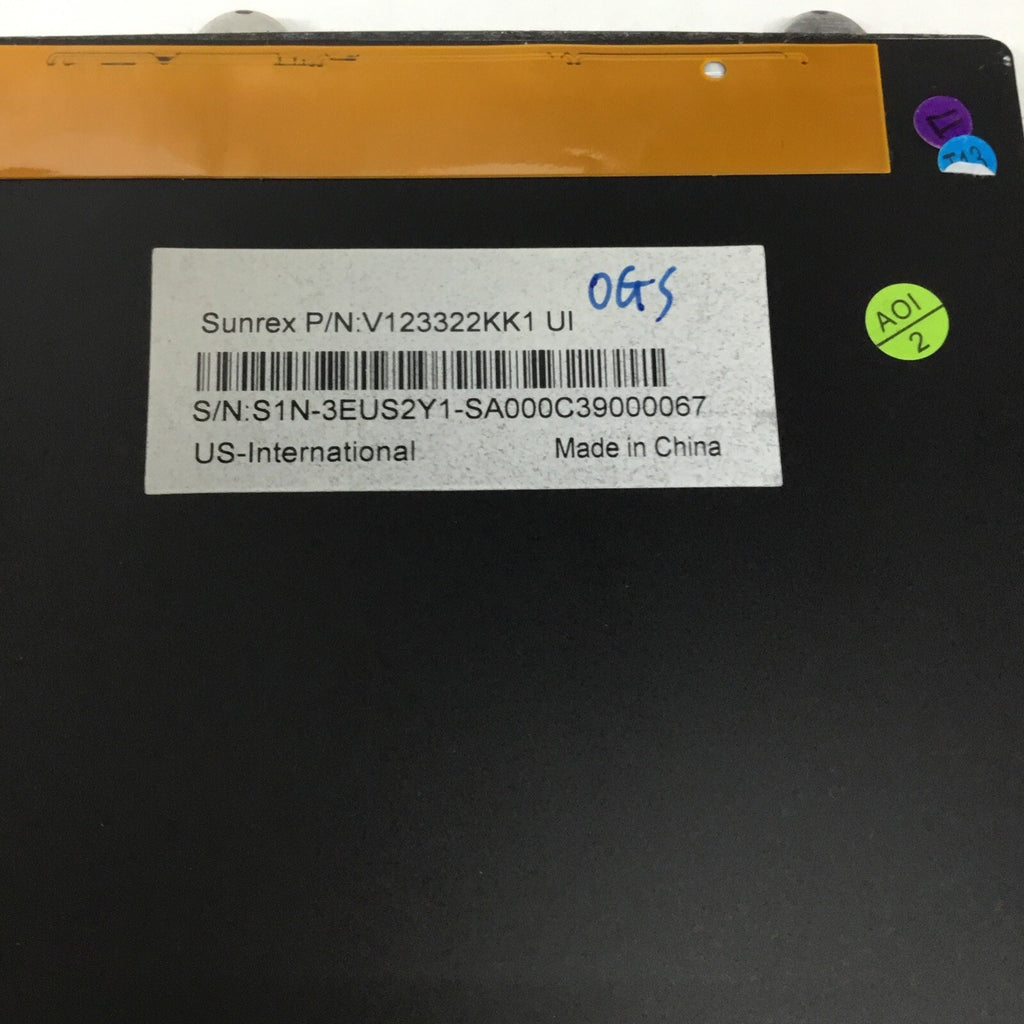 OGS
Sunrex P/N:V123322KK1 UI
S/N:S1N-3EUS2Y1-SA000C39000067
US-International Made in China
AOI
2